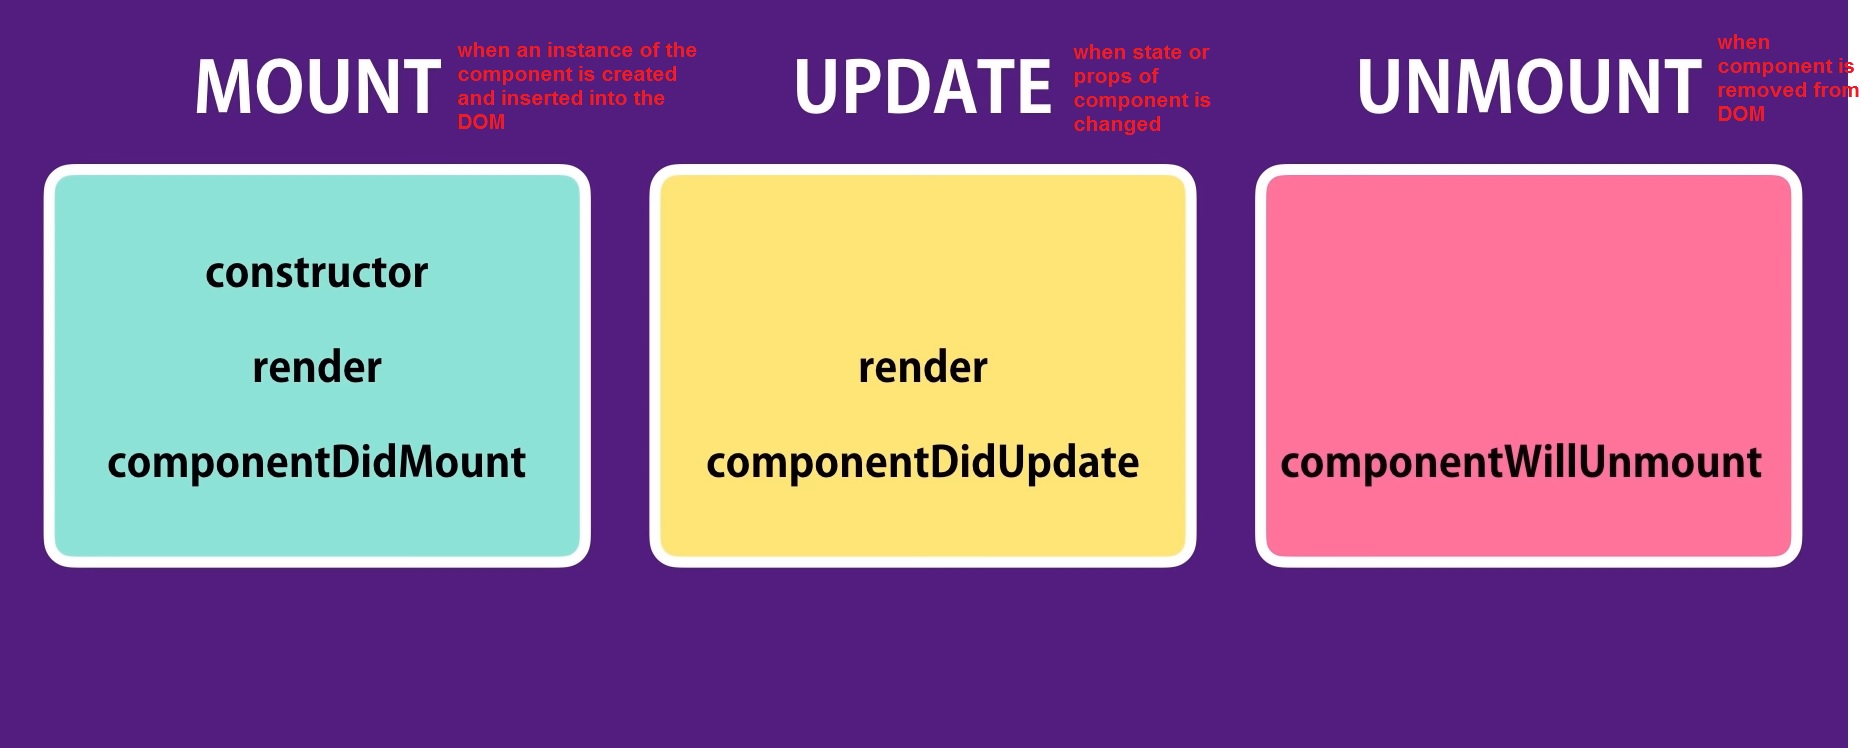 MOUNT
when an instance of the
component is created
and inserted into the
DOM
UPDATE
when state or
props of
component is
changed
UNMOUNT
when
component is
removed from
DOM
constructor
render
componentDidMount
render
componentDidUpdate
componentWillUnmount